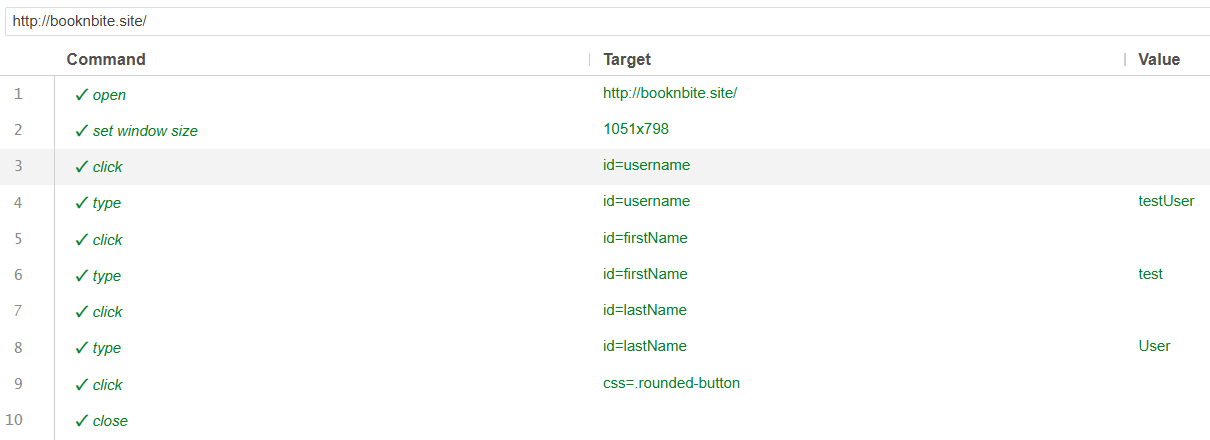 http://booknbite.site/
Command Target Value
1 ✓ open http://booknbite.site/
2 ✓ set window size 1051x798
3 ✓ click id=username
4 ✓ type id=username testUser
5 ✓ click id=firstName
6 ✓ type id=firstName test
7 ✓ click id=lastName
8 ✓ type id=lastName User
9 ✓ click css=.rounded-button
10 ✓ close